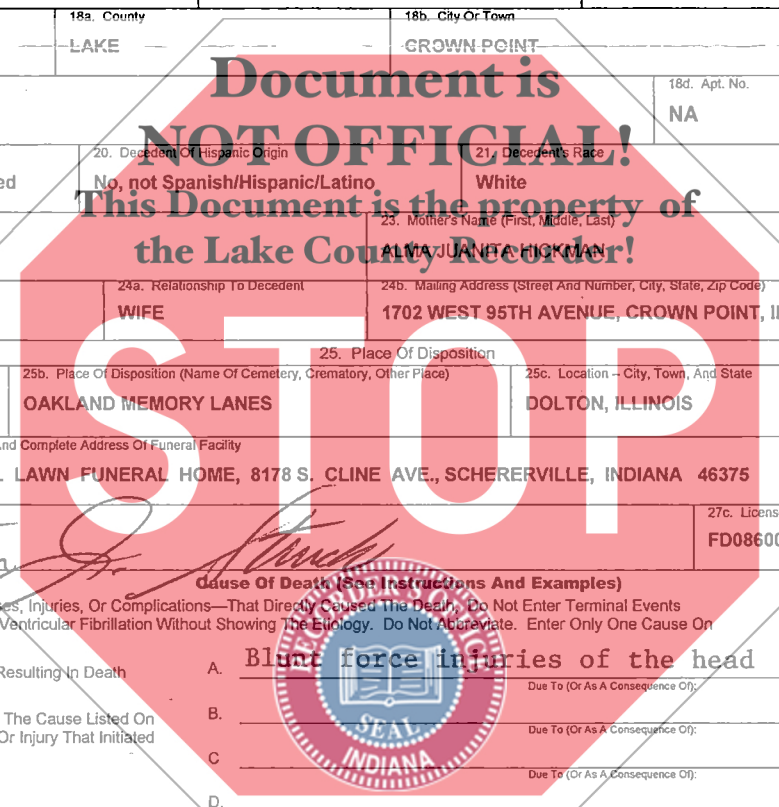 18a. County 18b. City Or Town
LAKE CROWN POINT
Document is
18d. Apt. No.
NA
NOT OFFICIAL!
20. Decedent Of Hispanic Origin 21. Decedent's Race
No, not Spanish/Hispanic/Latino White
This Document is the property of
23. Mother's Name (First, Middle, Last)
the Lake County Recorder!
ALMA JUANITA HICKMAN
24a. Relationship To Decedent 24b. Mailing Address (Street And Number, City, State, Zip Code)
WIFE 1702 WEST 95TH AVENUE, CROWN POINT,
STOP
25. Place Of Disposition
25b. Place Of Disposition (Name Of Cemetery, Crematory, Other Place) 25c. Location – City, Town, And State
OAKLAND MEMORY LANES DOLTON, ILLINOIS
And Complete Address Of Funeral Facility
LAWN FUNERAL HOME, 8178 S. CLINE AVE., SCHERERVILLE, INDIANA 46375
27c. Licens
FD08600
Cause Of Death (See Instructions And Examples)
es, Injuries, Or Complications—That Directly Caused The Death, Do Not Enter Terminal Events
Ventricular Fibrillation Without Showing The Etiology. Do Not Abbreviate. Enter Only One Cause On
Resulting In Death A. Blunt force injuries of the head
Due To (Or As A Consequence Of):
The Cause Listed On B.
Or Injury That Initiated Due To (Or As A Consequence Of):
C
Due To (Or As A Consequence Of):
D.
RECORDER'S OFFICE
SEAL
INDIANA